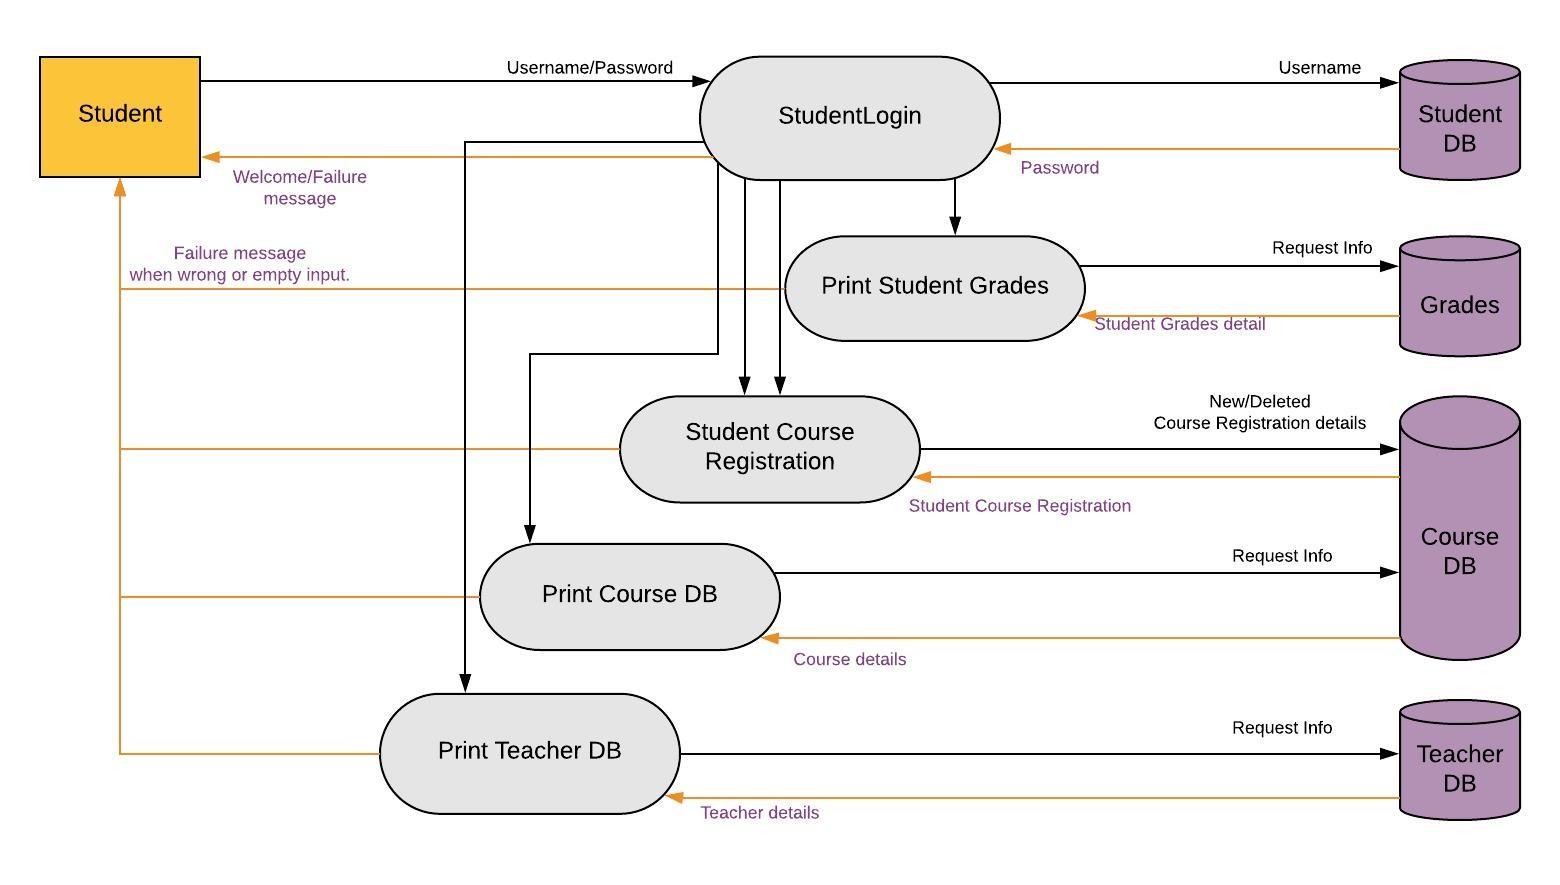 Username/Password
Username
Student
StudentLogin
Student
DB
Welcome/Failure
message
Password
Failure message
when wrong or empty input.
Print Student Grades
Request Info
Grades
Student Grades detail
New/Deleted
Course Registration details
Student Course
Registration
Student Course Registration
Course
DB
Request Info
Print Course DB
Course details
Print Teacher DB
Request Info
Teacher
DB
Teacher details